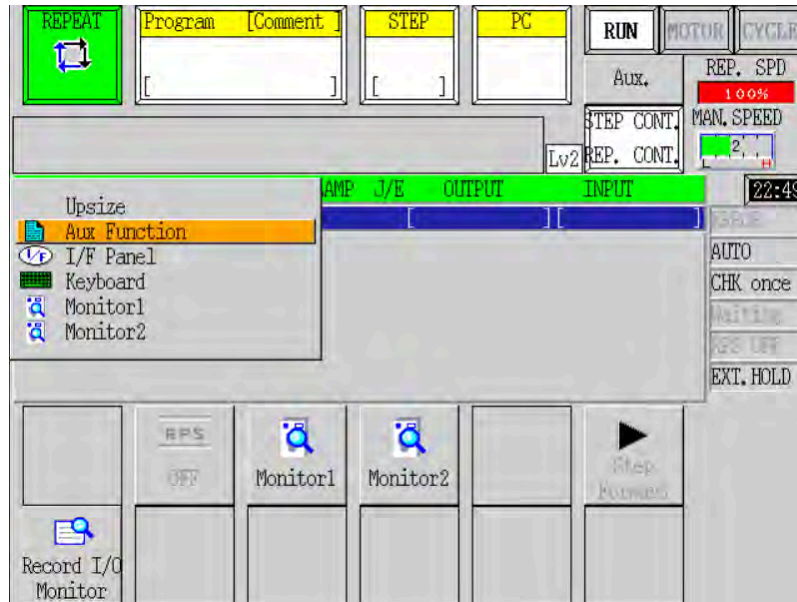 REPEAT
Program [Comment ]
[ ]
STEP
[ ]
PC
RUN
MOTOR
CYCLE
Aux.
REP. SPD
100%
STEP CONT.
REP. CONT.
MAN. SPEED
2
L H
Lv2
AMP J/E OUTPUT INPUT
22:49
[ ] [ ]
ERROR
Upsize
Aux Function
I/F I/F Panel
Keyboard
Monitor1
Monitor2
AUTO
CHK once
Waiting
RPS OFF
EXT. HOLD
RPS
OFF
Monitor1
Monitor2
Step
Forward
Record I/O
Monitor